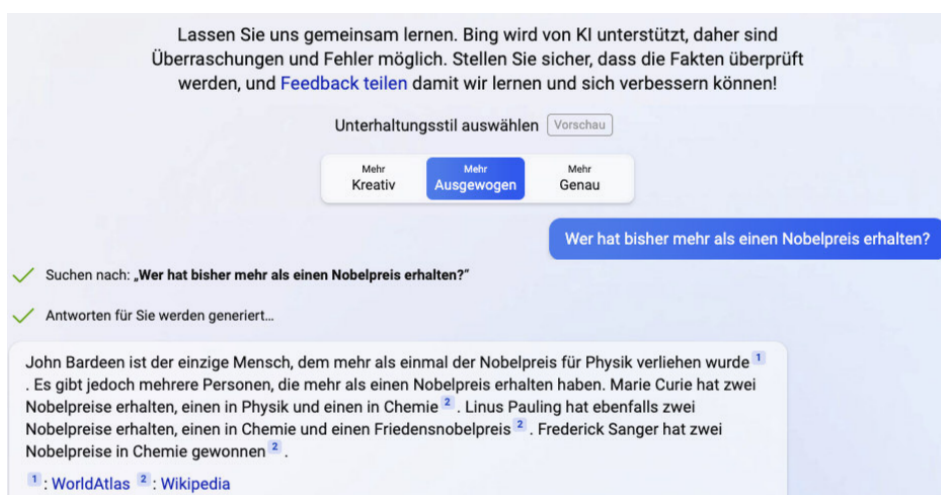 Lassen Sie uns gemeinsam lernen. Bing wird von KI unterstützt, daher sind
Überraschungen und Fehler möglich. Stellen Sie sicher, dass die Fakten überprüft
werden, und Feedback teilen damit wir lernen und sich verbessern können!
Unterhaltungsstil auswählen Vorschau
Mehr Mehr Mehr
Kreativ Ausgewogen Genau
Wer hat bisher mehr als einen Nobelpreis erhalten?
Suchen nach: „Wer hat bisher mehr als einen Nobelpreis erhalten?“
Antworten für Sie werden generiert…
John Bardeen ist der einzige Mensch, dem mehr als einmal der Nobelpreis für Physik verliehen wurde 1
. Es gibt jedoch mehrere Personen, die mehr als einen Nobelpreis erhalten haben. Marie Curie hat zwei
Nobelpreise erhalten, einen in Physik und einen in Chemie 2 . Linus Pauling hat ebenfalls zwei
Nobelpreise erhalten, einen in Chemie und einen Friedensnobelpreis 2 . Frederick Sanger hat zwei
Nobelpreise in Chemie gewonnen 2 .
1 : WorldAtlas 2 : Wikipedia